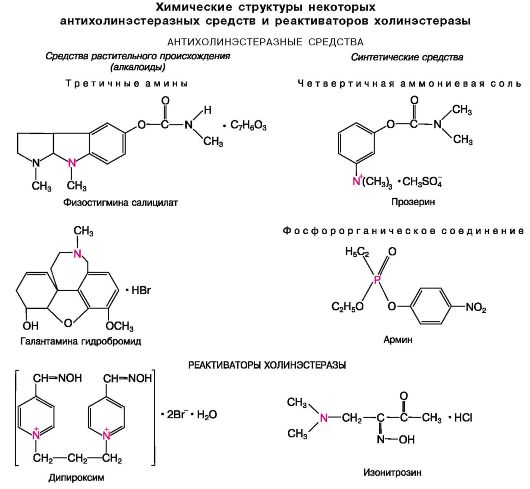 Химические структуры некоторых
антихолинэстеразных средств и реактиваторов холинэстеразы
АНТИХОЛИНЭСТЕРАЗНЫЕ СРЕДСТВА
Средства растительного происхождения
(алкалоиды)
Синтетические средства
Третичные амины
Четвертичная аммониевая соль
O
O—C—N
H
CH₃
· C₇H₆O₃
N
N
CH₃
CH₃
Физостигмина салицилат
O
O—C—N
CH₃
CH₃
N⁺(CH₃)₃ · CH₃SO₄⁻
Прозерин
Фосфорорганическое соединение
CH₃
N
· HBr
OH
O
OCH₃
Галантамина гидробромид
H₅C₂
O
P
C₂H₅O
O
NO₂
Армин
РЕАКТИВАТОРЫ ХОЛИНЭСТЕРАЗЫ
CH=NOH
CH=NOH
N⁺
N⁺
CH₂—CH₂—CH₂
· 2Br⁻ · H₂O
Дипироксим
CH₃
CH₃
N—CH₂—C—C—CH₃ · HCl
O
N—OH
Изонитрозин